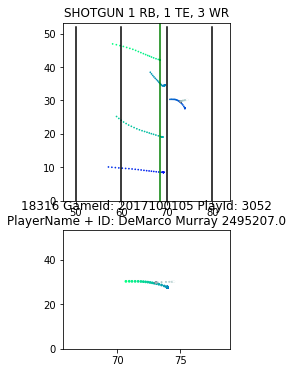 SHOTGUN 1 RB, 1 TE, 3 WR
50
40
30
20
10
0
50 60 70 80
18316 GameId: 2017100105 PlayId: 3052
PlayerName + ID: DeMarco Murray 2495207.0
40
20
0
70 75